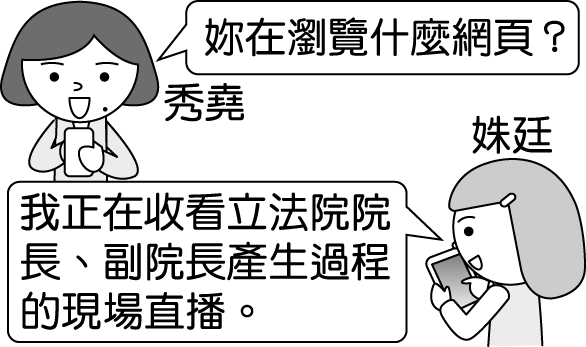 妳在瀏覽什麼網頁？
秀堯
姝廷
我正在收看立法院院
長、副院長產生過程
的現場直播。